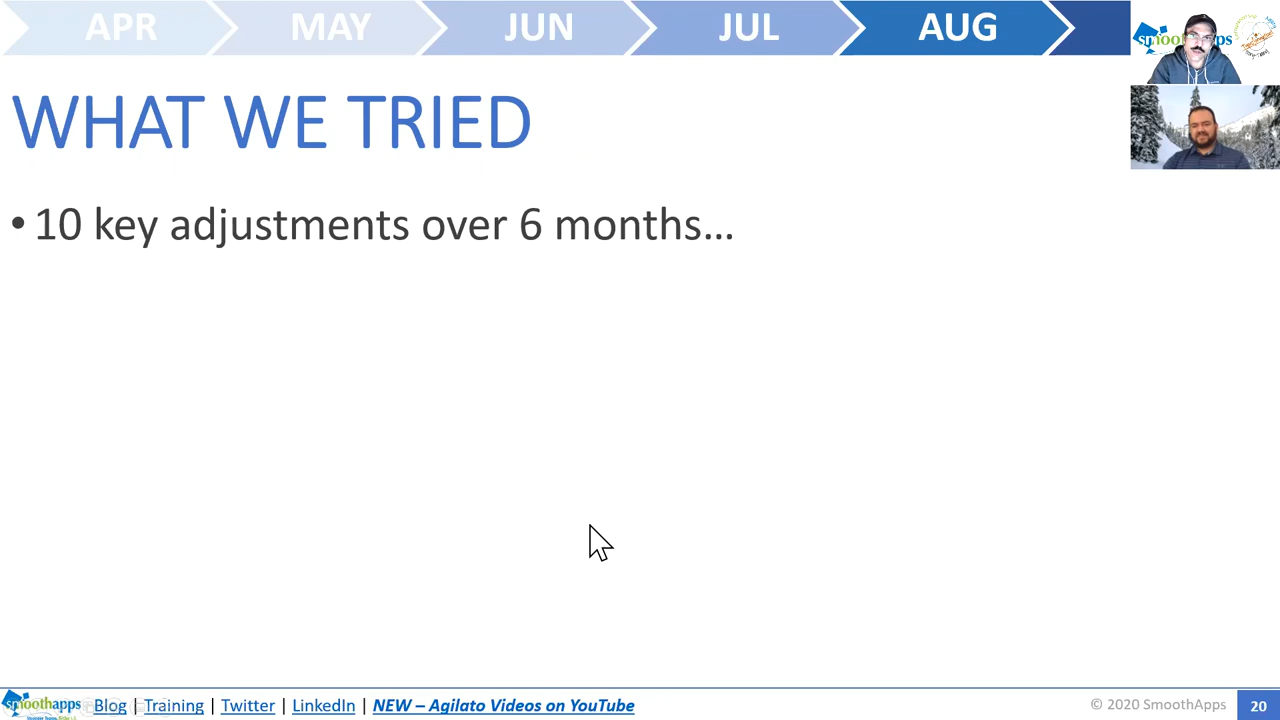 APR MAY JUN JUL AUG
WHAT WE TRIED
• 10 key adjustments over 6 months…
smoothapps Blog | Training | Twitter | LinkedIn | NEW – Agilato Videos on YouTube
© 2020 SmoothApps 20